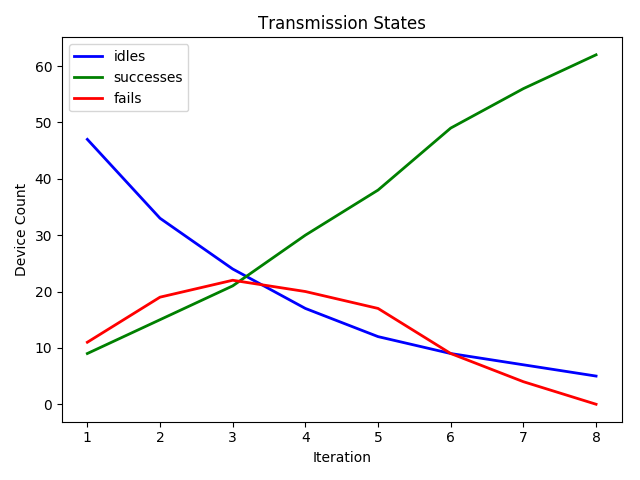 Transmission States
idles
successes
fails
60
50
40
30
20
10
0
Device Count
1 2 3 4 5 6 7 8
Iteration